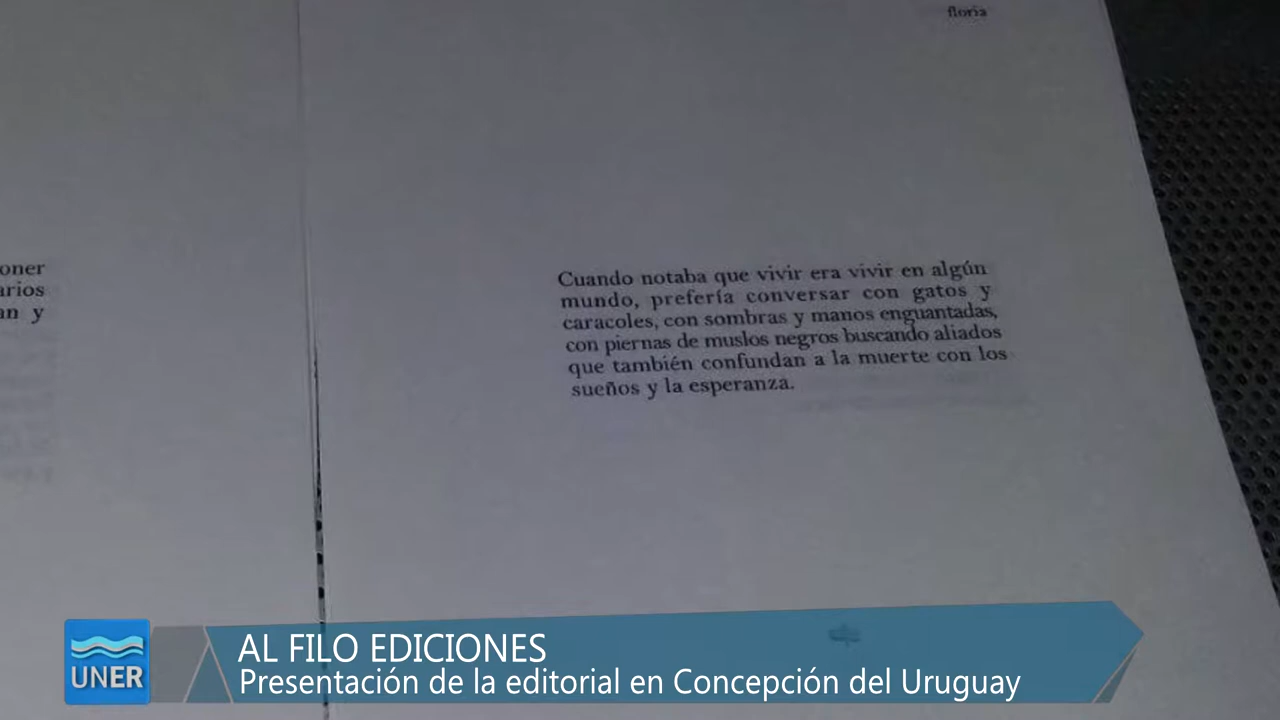 floria
oner
arios
an y
Cuando notaba que vivir era vivir en algún
mundo, prefería conversar con gatos y
caracoles, con sombras y manos enguantadas,
con piernas de muslos negros buscando aliados
que también confundan a la muerte con los
sueños y la esperanza.
UNER
AL FILO EDICIONES
Presentación de la editorial en Concepción del Uruguay